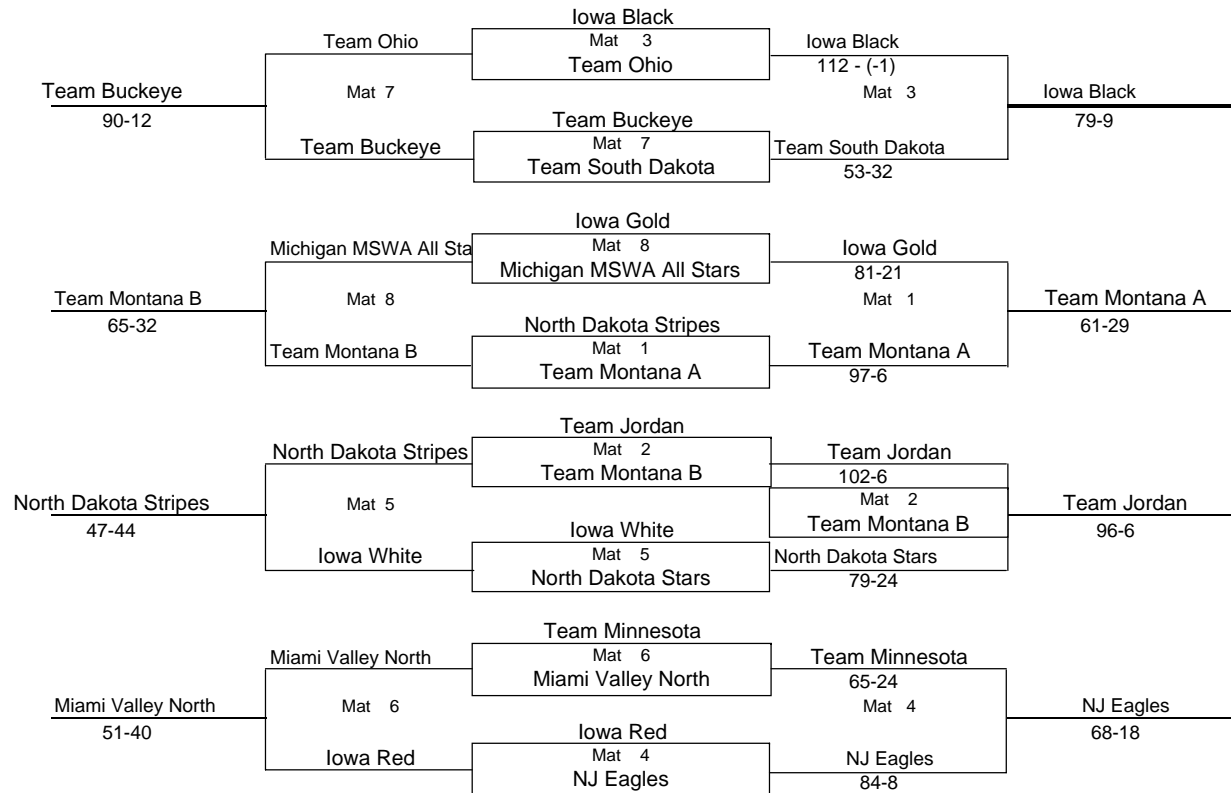 Iowa Black
Team Ohio Mat 3 Iowa Black
Team Ohio 112 - (-1)
Team Buckeye Mat 7 Mat 3 Iowa Black
90-12 Team Buckeye 79-9
Team Buckeye Mat 7 Team South Dakota
Team South Dakota 53-32
Iowa Gold
Michigan MSWA All Sta Mat 8 Iowa Gold
Michigan MSWA All Stars 81-21
Team Montana B Mat 8 Mat 1 Team Montana A
65-32 North Dakota Stripes 61-29
Team Montana B Mat 1 Team Montana A
Team Montana A 97-6
Team Jordan
North Dakota Stripes Mat 2 Team Jordan
Team Montana B 102-6
North Dakota Stripes Mat 5 Mat 2 Team Jordan
47-44 Iowa White Team Montana B 96-6
Iowa White Mat 5 North Dakota Stars
North Dakota Stars 79-24
Team Minnesota
Miami Valley North Mat 6 Team Minnesota
Miami Valley North 65-24
Miami Valley North Mat 6 Mat 4 NJ Eagles
51-40 Iowa Red 68-18
Iowa Red Mat 4 NJ Eagles
NJ Eagles 84-8